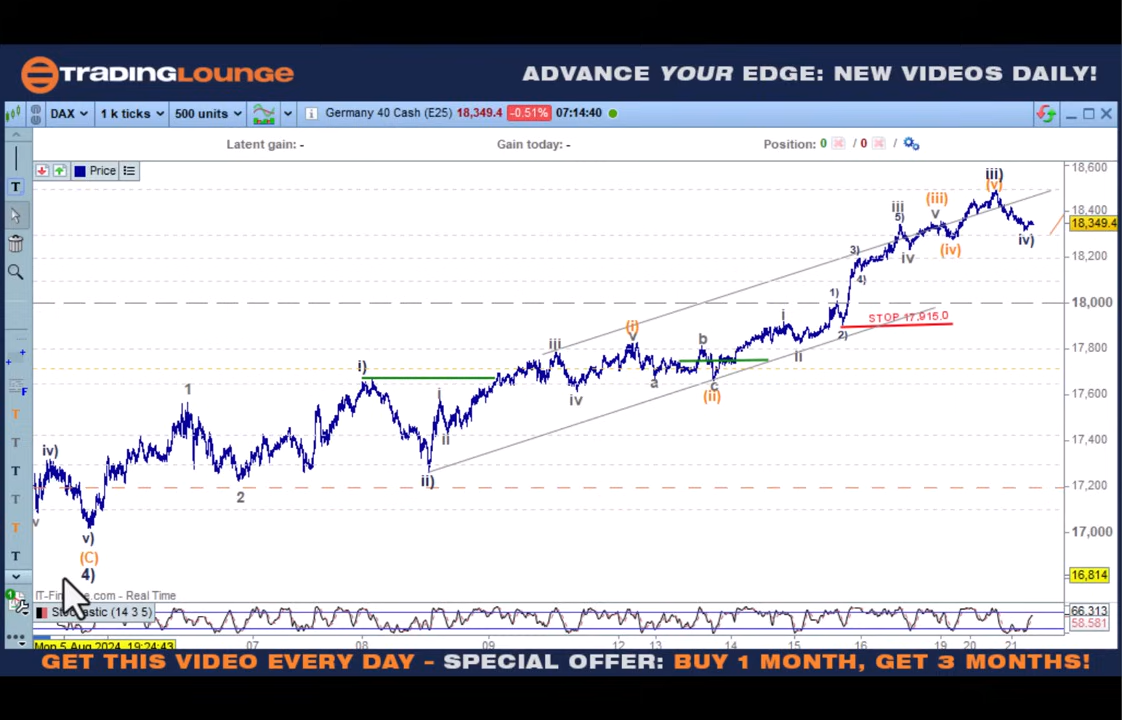 TRADINGLOUNGE
ADVANCE YOUR EDGE: NEW VIDEOS DAILY!
DAX 1 k ticks 500 units Germany 40 Cash (E25) 18,349.4 -0.51% 07:14:40
Latent gain: - Gain today: - Position: 0 / 0 /
Price
18,600
18,400
18,349.4
18,200
18,000
17,800
17,600
17,400
17,200
17,000
16,814
iii)
(v)
(iii)
v
iii
5)
iv
(iv)
iv)
3)
4)
1)
2)
STOP 17,915.0
i
ii
b
a
c
(ii)
(i)
v
iii
iv
i)
i
ii
ii)
1
2
iv)
v
v)
(C)
4)
com - Real Time
(14 3 5)
66.313
58.581
Mon 5 Aug 2024, 19:24:43
07 08 09 12 13 14 15 16 19 20 21
GET THIS VIDEO EVERY DAY - SPECIAL OFFER: BUY 1 MONTH, GET 3 MONTHS!